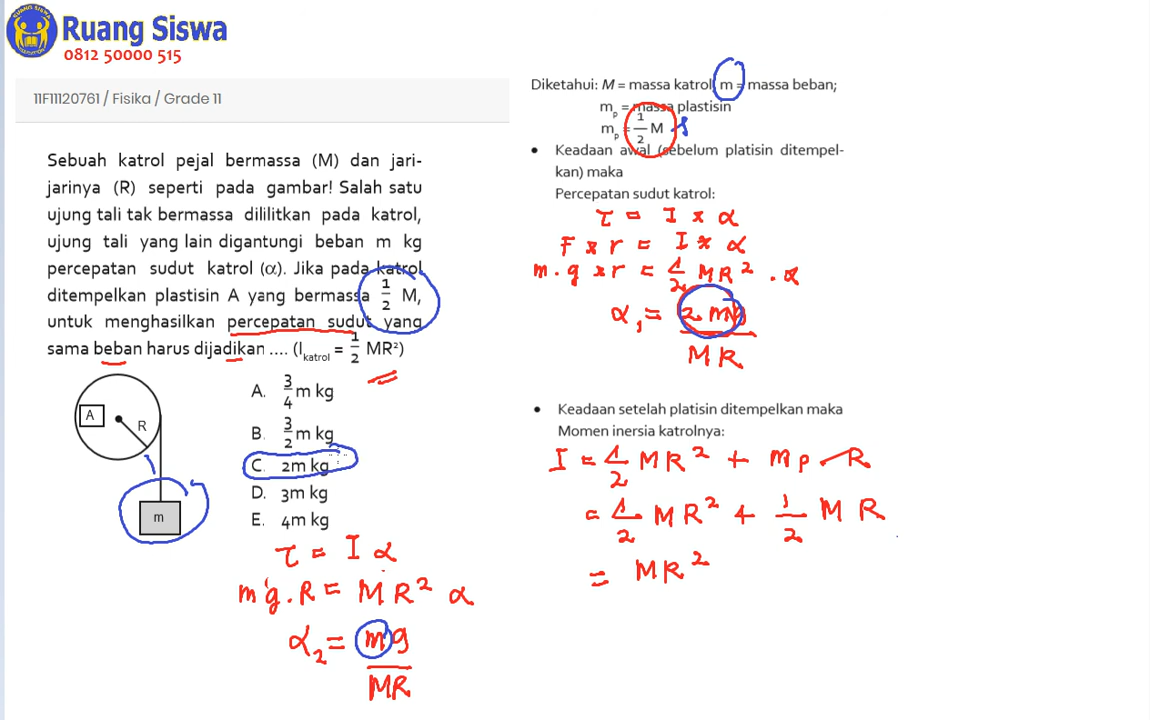 Ruang Siswa
0812 50000 515
11F11120761 / Fisika / Grade 11
Sebuah katrol pejal bermassa (M) dan jari-
jarinya (R) seperti pada gambar! Salah satu
ujung tali tak bermassa dililitkan pada katrol,
ujung tali yang lain digantungi beban m kg
percepatan sudut katrol (α). Jika pada katrol
ditempelkan plastisin A yang bermassa 1/2 M,
untuk menghasilkan percepatan sudut yang
sama beban harus dijadikan .... (I katrol = 1/2 MR²)
A
R
m
A. 3/4 m kg
B. 3/2 m kg
C. 2m kg
D. 3m kg
E. 4m kg
τ = I α
m'g.R = MR² α
α₂ = m'g/MR
Diketahui: M = massa katrol, m = massa beban;
mp = massa plastisin
mp = 1/2 M
• Keadaan awal (sebelum platisin ditempel-
kan) maka
Percepatan sudut katrol:
τ = I x α
F x r = I x α
m.g x r = 1/2 MR² . α
α₁ = 2 mg/MR
• Keadaan setelah platisin ditempelkan maka
Momen inersia katrolnya:
I = 1/2 MR² + mp R
= 1/2 MR² + 1/2 M R
= MR²